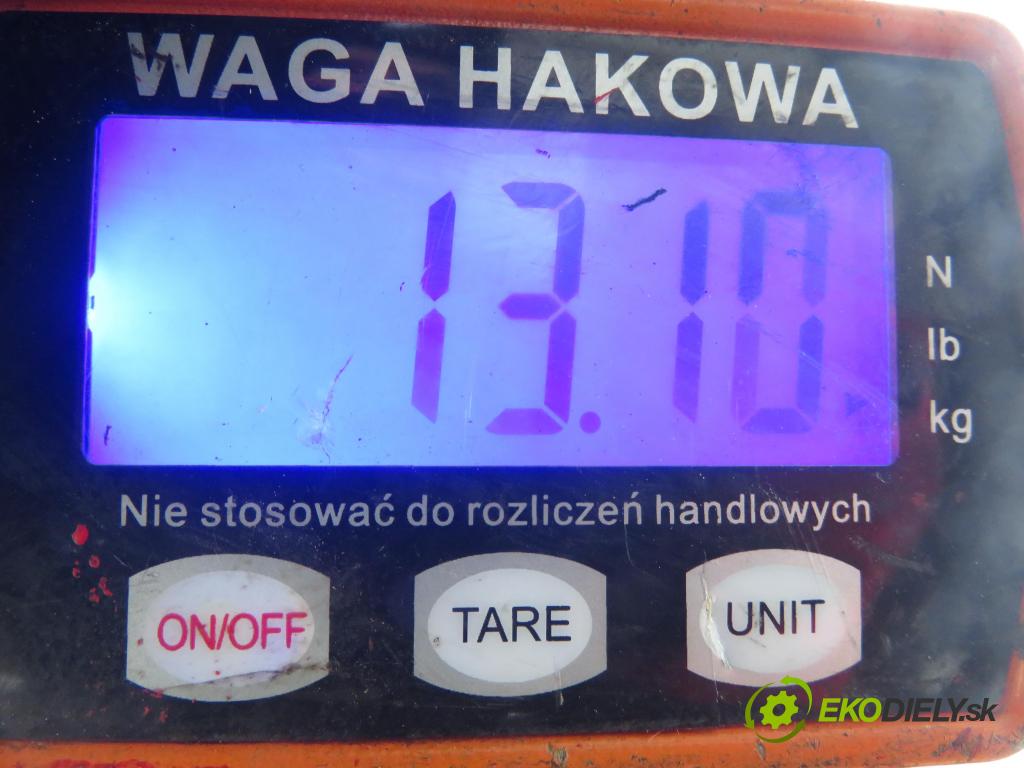 WAGA HAKOWA
13.10
N
lb
kg
Nie stosować do rozliczeń handlowych
ON/OFF TARE UNIT
EKODIELY.sk